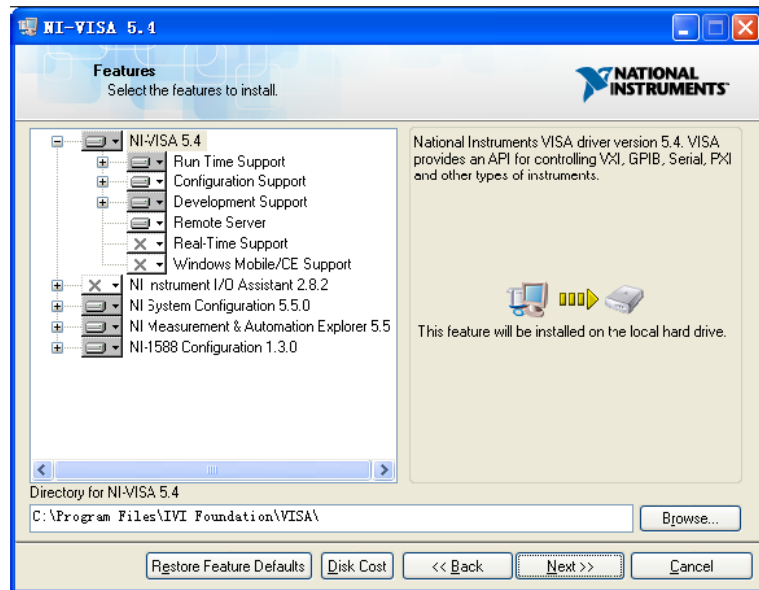 NI-VISA 5.4
Features
Select the features to install.
NATIONAL
INSTRUMENTS™
NI-VISA 5.4
Run Time Support
Configuration Support
Development Support
Remote Server
Real-Time Support
Windows Mobile/CE Support
NI Instrument I/O Assistant 2.8.2
NI System Configuration 5.5.0
NI Measurement & Automation Explorer 5.5
NI-1588 Configuration 1.3.0
National Instruments VISA driver version 5.4. VISA
provides an API for controlling VXI, GPIB, Serial, PXI
and other types of instruments.
This feature will be installed on the local hard drive.
Directory for NI-VISA 5.4
C:\Program Files\IVI Foundation\VISA\
Browse...
Restore Feature Defaults
Disk Cost
<< Back
Next >>
Cancel